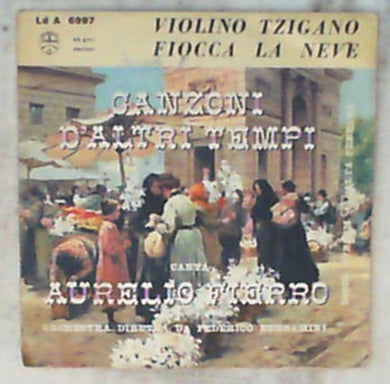 Ld A 6997
VIOLINO TZIGANO
FIOCCA LA NEVE
CANZONI
D'ALTRI TEMPI
CANTA
AURELIO FIERRO
ORCHESTRA DIRETTA DA FEDERICO BERGAMINI